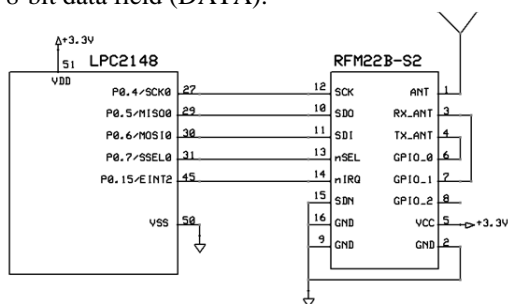 8-bit data field (DATA).
+3.3V
51 LPC2148
VDD
P0.4/SCK0 27
P0.5/MISO0 29
P0.6/MOSI0 30
P0.7/SSEL0 31
P0.15/EINT2 45
VSS 50
RFM22B-S2
12 SCK ANT 1
10 SDO RX_ANT 3
11 SDI TX_ANT 4
13 nSEL GPIO_0 6
14 nIRQ GPIO_1 7
15 SDN GPIO_2 8
16 GND VCC 5 +3.3V
9 GND GND 2